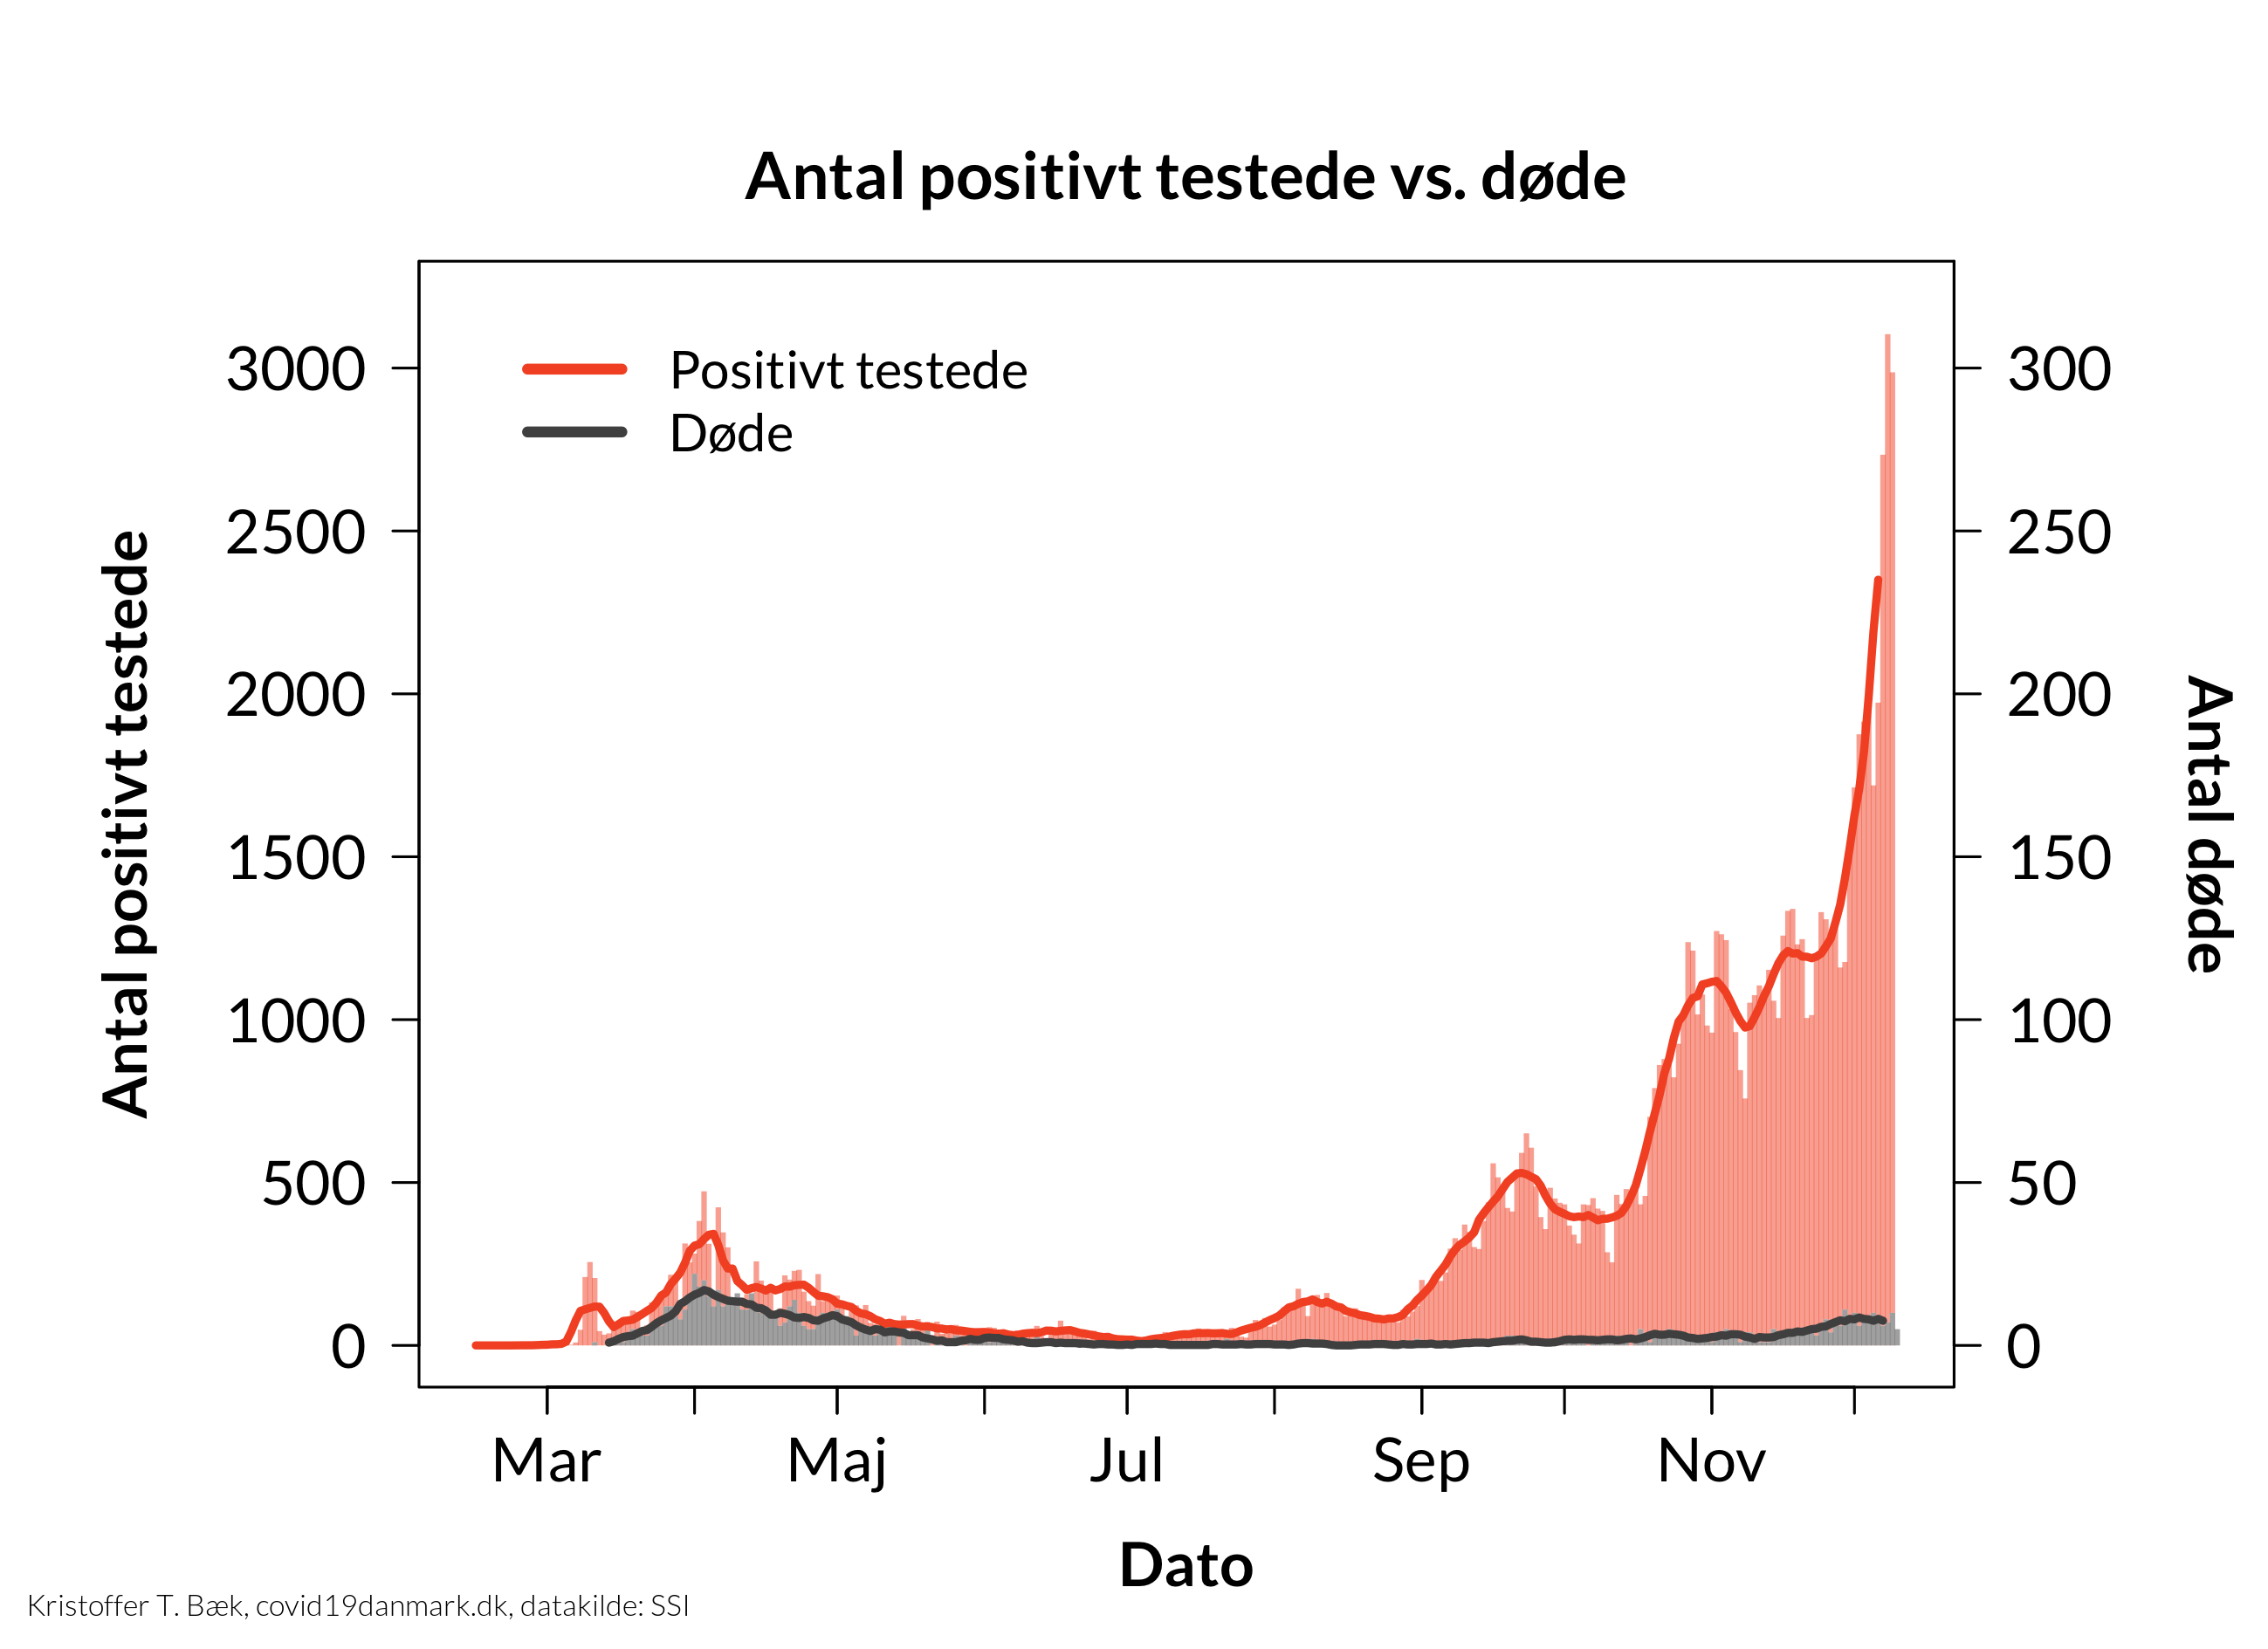 Antal positivt testede vs. døde
Positivt testede
Døde
3000
2500
2000
1500
1000
500
0
Antal positivt testede
300
250
200
150
100
50
0
Antal døde
Mar
Maj
Jul
Sep
Nov
Dato
Kristoffer T. Bæk, covid19danmark.dk, datakilde: SSI